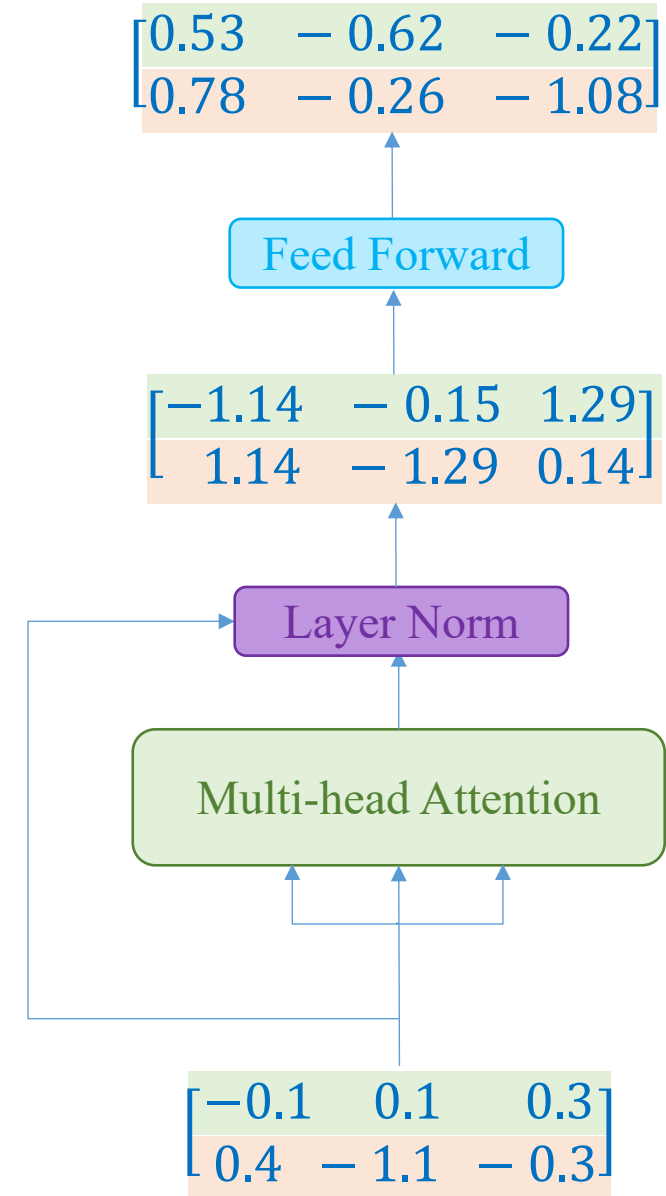 [0.53 − 0.62 − 0.22]
[0.78 − 0.26 − 1.08]
Feed Forward
[−1.14 − 0.15 1.29]
[1.14 − 1.29 0.14]
Layer Norm
Multi-head Attention
[−0.1 0.1 0.3]
[0.4 − 1.1 − 0.3]